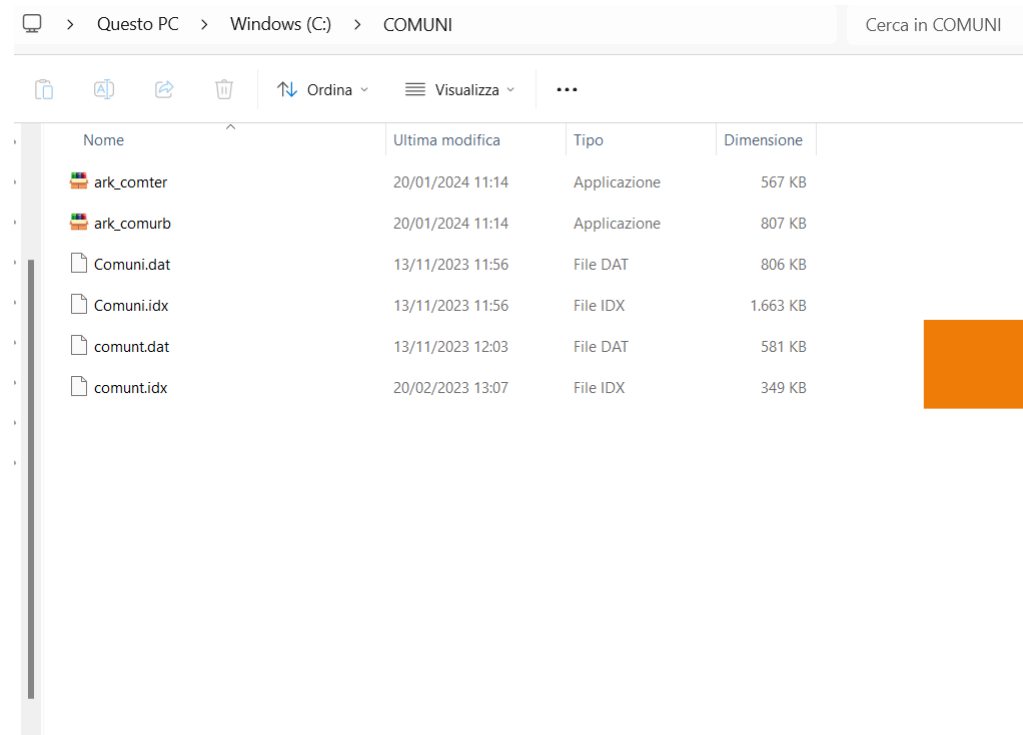 Questo PC Windows (C:) COMUNI Cerca in COMUNI
Ordina Visualizza
Nome Ultima modifica Tipo Dimensione
ark_comter 20/01/2024 11:14 Applicazione 567 KB
ark_comurb 20/01/2024 11:14 Applicazione 807 KB
Comuni.dat 13/11/2023 11:56 File DAT 806 KB
Comuni.idx 13/11/2023 11:56 File IDX 1.663 KB
comunt.dat 13/11/2023 12:03 File DAT 581 KB
comunt.idx 20/02/2023 13:07 File IDX 349 KB